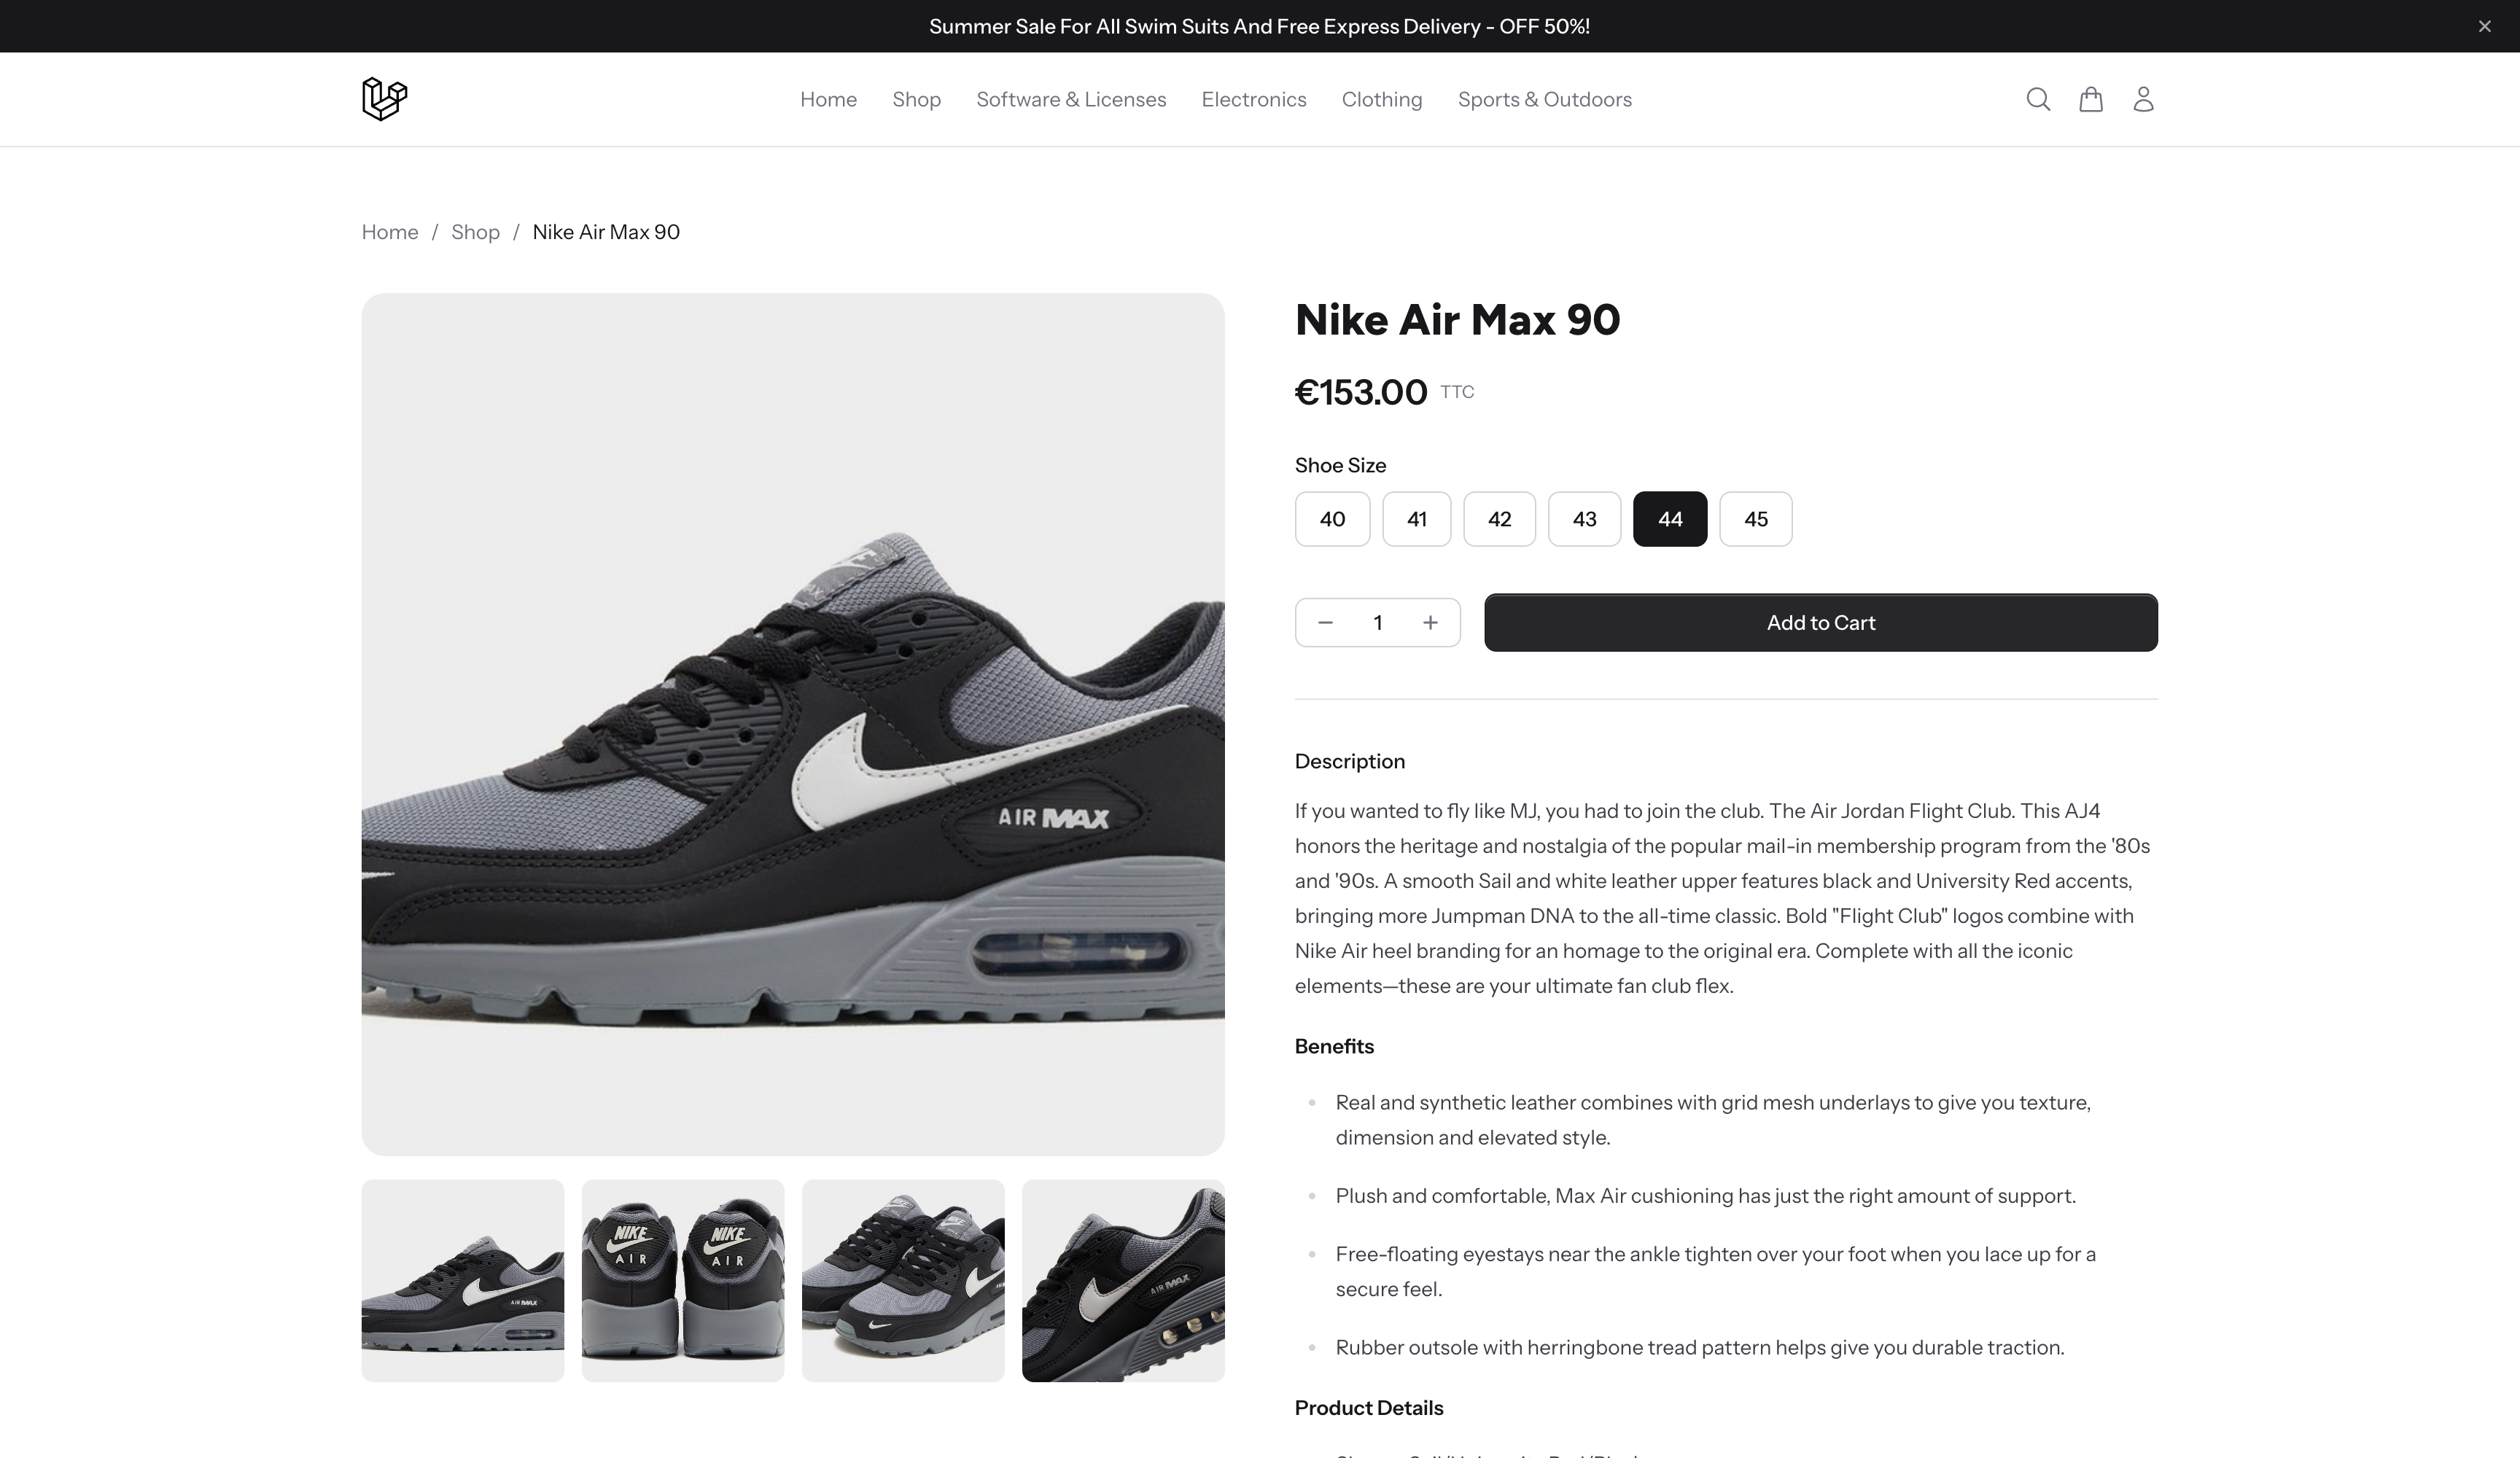 Summer Sale For All Swim Suits And Free Express Delivery - OFF 50%!
Home
Shop
Software & Licenses
Electronics
Clothing
Sports & Outdoors
Home / Shop / Nike Air Max 90
Nike Air Max 90
€153.00 TTC
Shoe Size
40
41
42
43
44
45
1
Add to Cart
AIR MAX
Description
If you wanted to fly like MJ, you had to join the club. The Air Jordan Flight Club. This AJ4
honors the heritage and nostalgia of the popular mail-in membership program from the '80s
and '90s. A smooth Sail and white leather upper features black and University Red accents,
bringing more Jumpman DNA to the all-time classic. Bold "Flight Club" logos combine with
Nike Air heel branding for an homage to the original era. Complete with all the iconic
elements—these are your ultimate fan club flex.
Benefits
Real and synthetic leather combines with grid mesh underlays to give you texture,
dimension and elevated style.
Plush and comfortable, Max Air cushioning has just the right amount of support.
Free-floating eyestays near the ankle tighten over your foot when you lace up for a
secure feel.
Rubber outsole with herringbone tread pattern helps give you durable traction.
Product Details
AIR MAX
NIKE
AIR
NIKE
AIR
AIR MAX